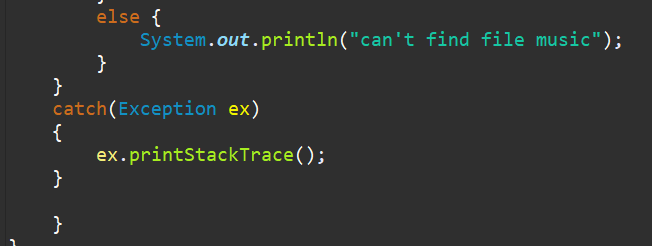 }
else {
System.out.println("can't find file music");
}
}
catch(Exception ex)
{
ex.printStackTrace();
}
}
}